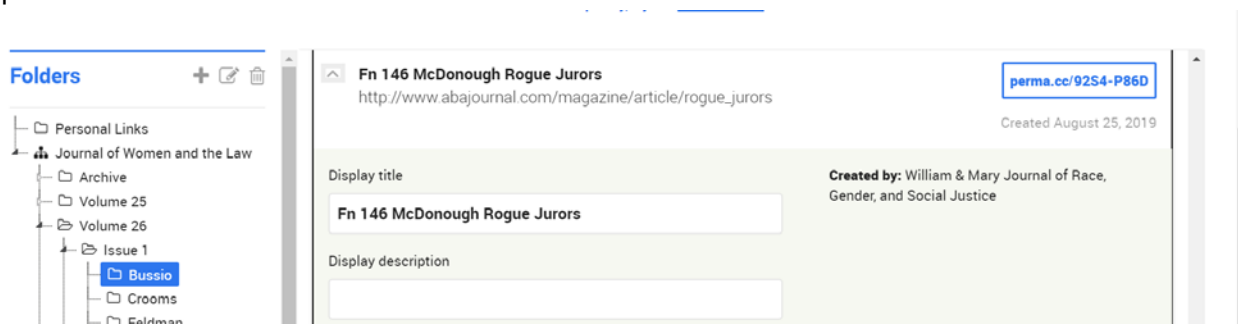 Folders
Personal Links
Journal of Women and the Law
Archive
Volume 25
Volume 26
Issue 1
Bussio
Crooms
Feldman
Fn 146 McDonough Rogue Jurors
http://www.abajournal.com/magazine/article/rogue_jurors
perma.cc/92S4-P86D
Created August 25, 2019
Display title
Fn 146 McDonough Rogue Jurors
Display description
Created by: William & Mary Journal of Race,
Gender, and Social Justice